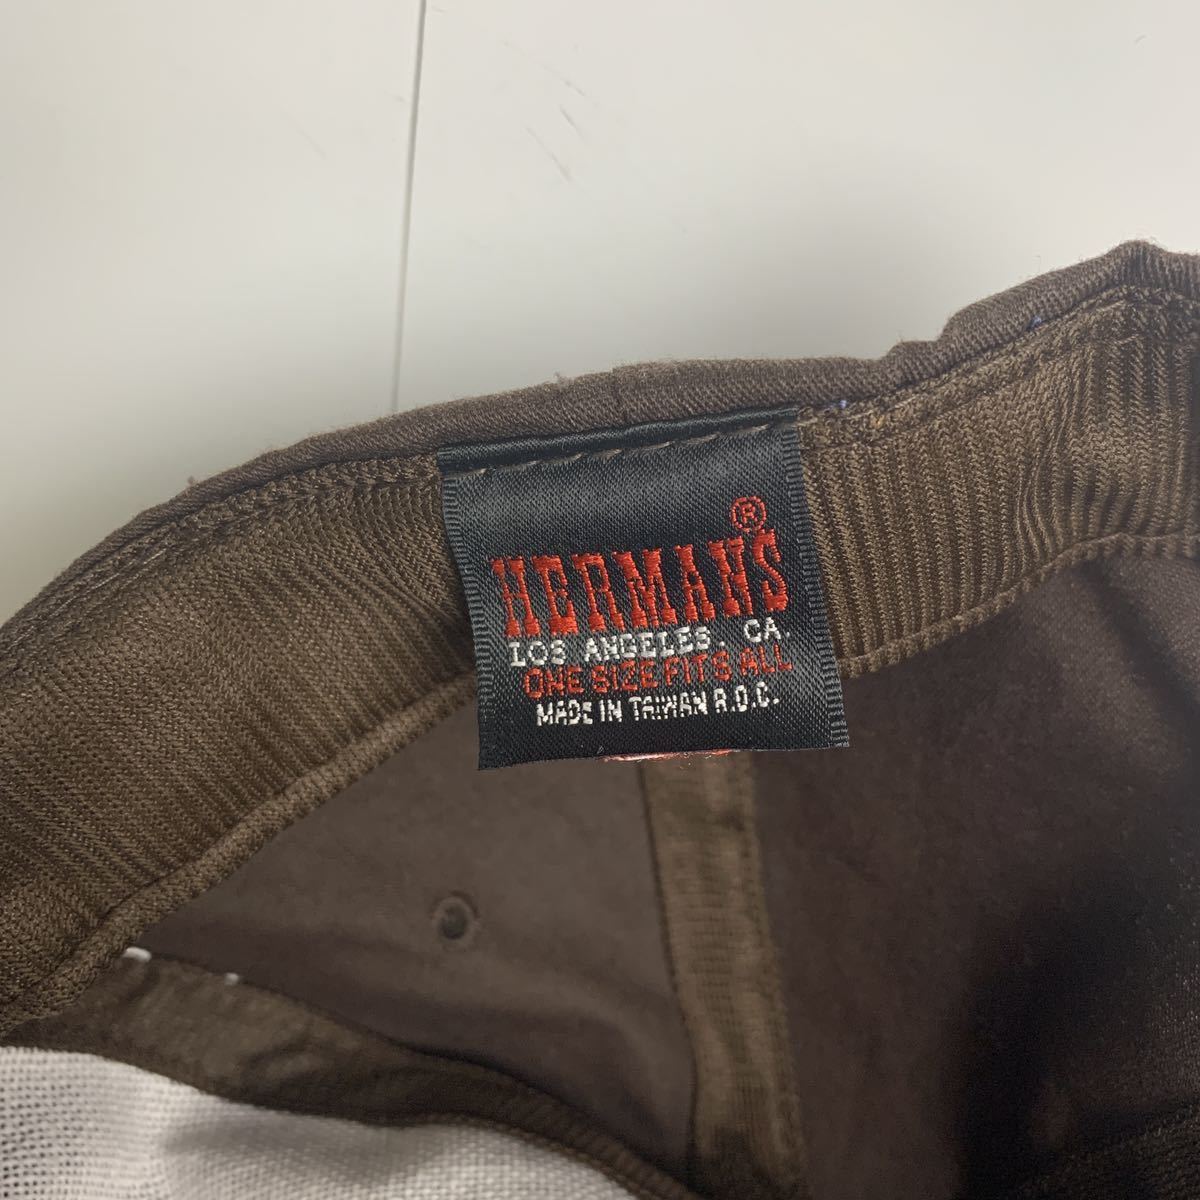 HERMAN'S®
LOS ANGELES. CA.
ONE SIZE FITS ALL
MADE IN TAIWAN R.O.C.